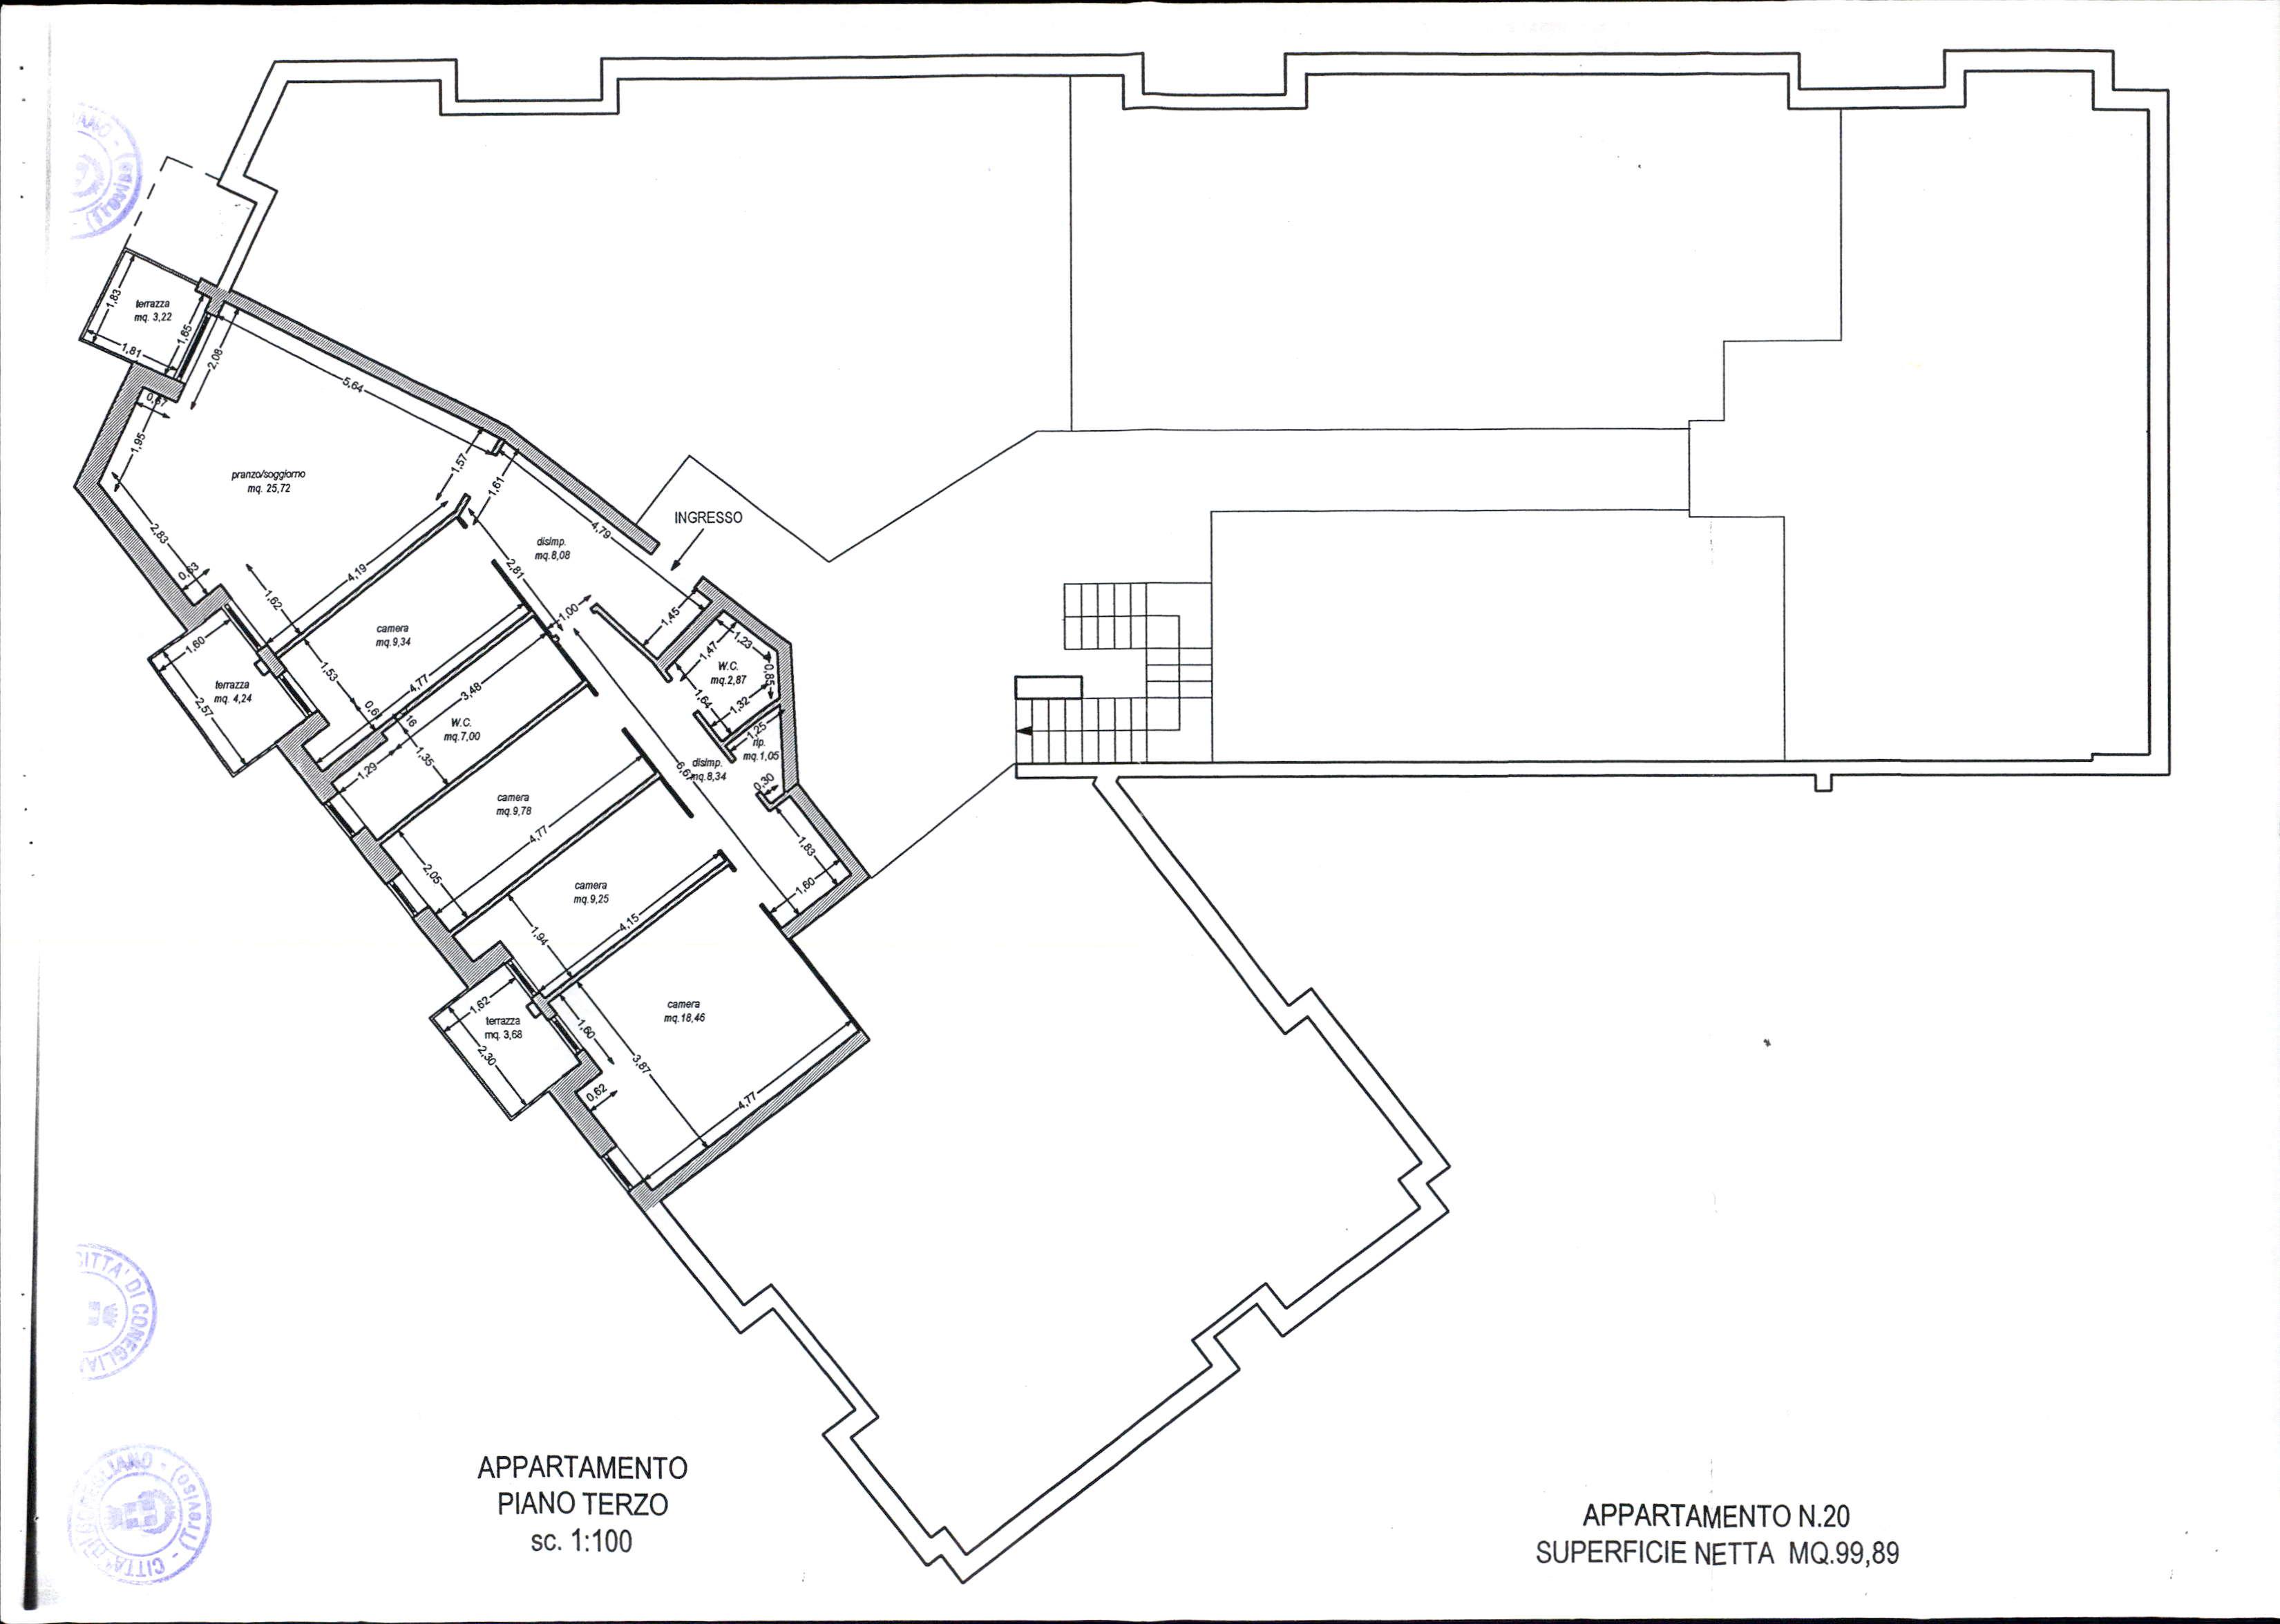 terrazza
mq. 3,22
1,83
1,81
1,65
2,08
5,64
1,95
pranzo/soggiorno
mq. 25,72
1,57
1,61
2,83
0,63
1,62
4,19
INGRESSO
4,79
disimp.
mq.8,08
2,81
1,00
1,45
camera
mq.9,34
1,53
4,77
1,60
terrazza
mq. 4,24
2,57
3,48
W.C.
mq.7,00
16
1,35
1,29
1,23
1,47
W.C.
mq.2,87
0,85
1,64
1,32
1,25
rip.
mq.1,05
disimp.
mq.8,34
0,30
camera
mq.9,78
4,77
2,05
1,83
1,60
camera
mq.9,25
4,15
1,94
1,62
terrazza
mq. 3,68
2,30
camera
mq.18,46
1,60
3,87
0,62
4,77
APPARTAMENTO
PIANO TERZO
sc. 1:100
APPARTAMENTO N.20
SUPERFICIE NETTA MQ.99,89
CITTA' DI CONEGLIA
CITTA' DI CONEGLIANO - (Treviso) -